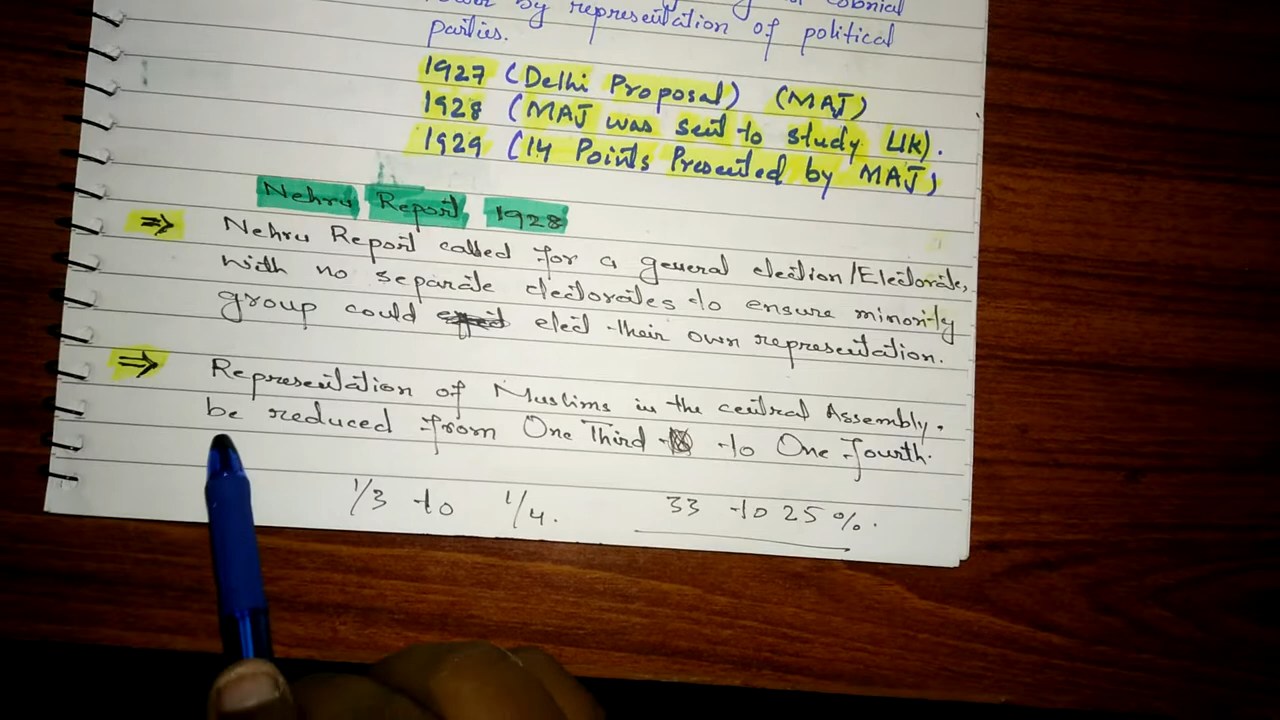 by representation of political
parties.
1927 (Delhi Proposal) (MAJ)
1928 (MAJ was sent to study UK).
1929 (14 Points Presented by MAJ)
Nehru Report 1928
⇒ Nehru Report called for a general election/Electorate,
with no separate electorates to ensure minority
group could elect their own representation.
⇒ Representation of Muslims in the central Assembly.
be reduced from One Third to One Fourth.
1/3 to 1/4. 33 to 25%.